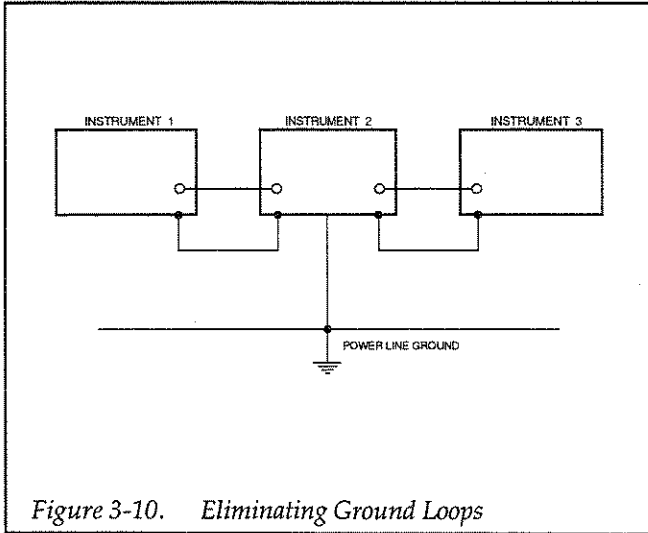 INSTRUMENT 1 INSTRUMENT 2 INSTRUMENT 3
POWER LINE GROUND
Figure 3-10. Eliminating Ground Loops